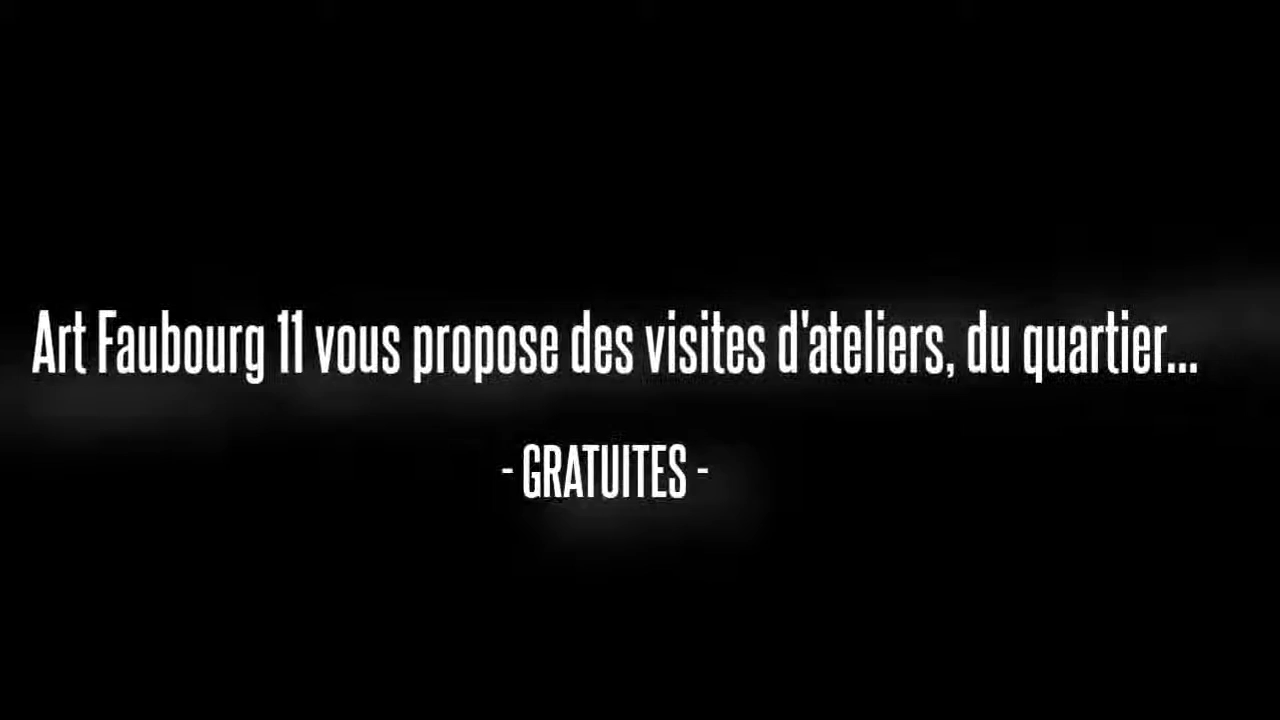 Art Faubourg 11 vous propose des visites d'ateliers, du quartier...
- GRATUITES -